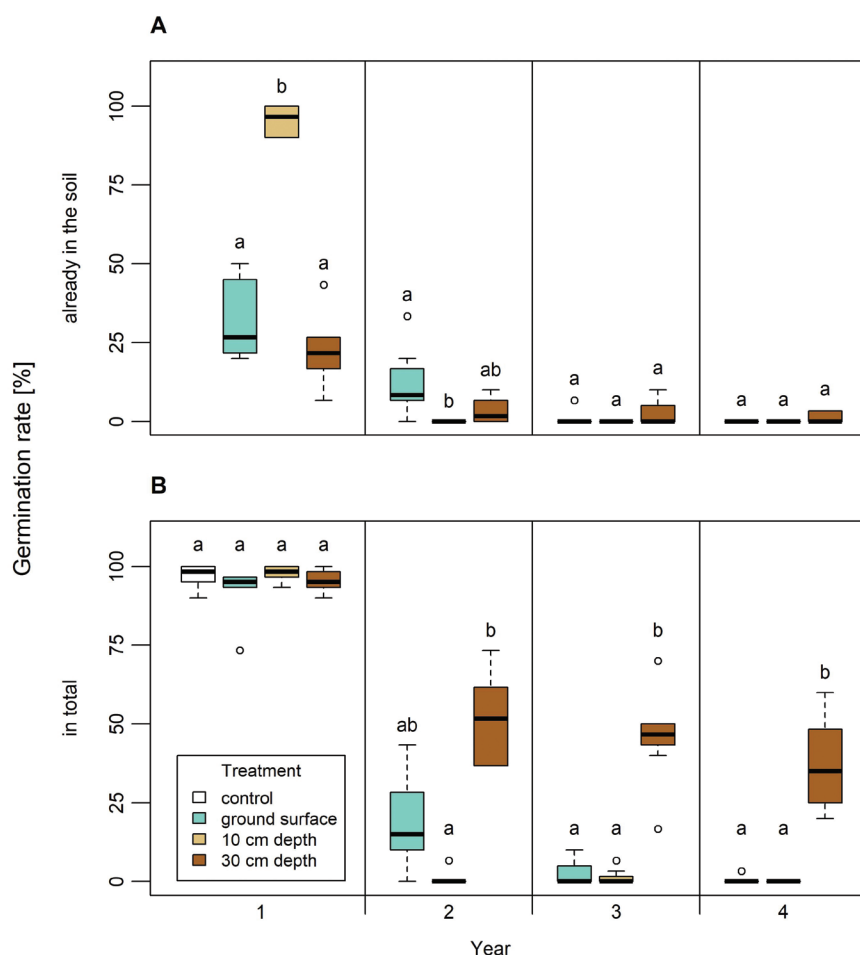 A
Germination rate [%]
already in the soil
100
75
50
25
0
a
b
a
a
b
ab
a
a
a
a
a
a
B
in total
100
75
50
25
0
a
a
a
a
ab
a
b
a
a
b
a
a
b
Treatment
control
ground surface
10 cm depth
30 cm depth
1
2
3
4
Year